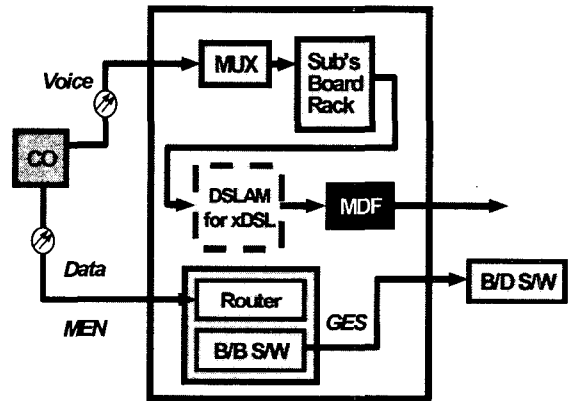 Voice
MUX
Sub's
Board
Rack
CO
DSLAM
for xDSL
MDF
Data
MEN
Router
B/B S/W
GES
B/D S/W